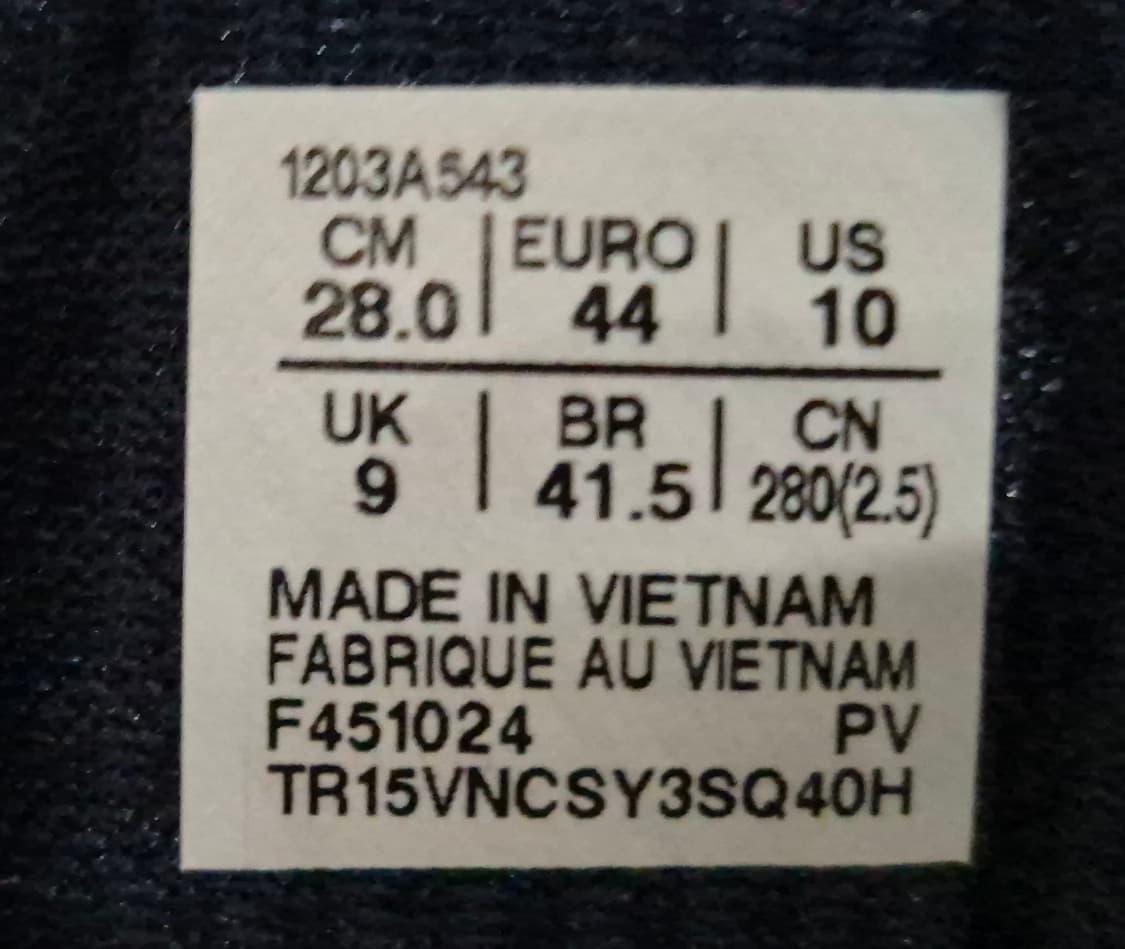 1203A543
CM | EURO | US
28.0 | 44 | 10
UK | BR | CN
9 | 41.5 | 280(2.5)
MADE IN VIETNAM
FABRIQUE AU VIETNAM
F451024 PV
TR15VNCSY3SQ40H